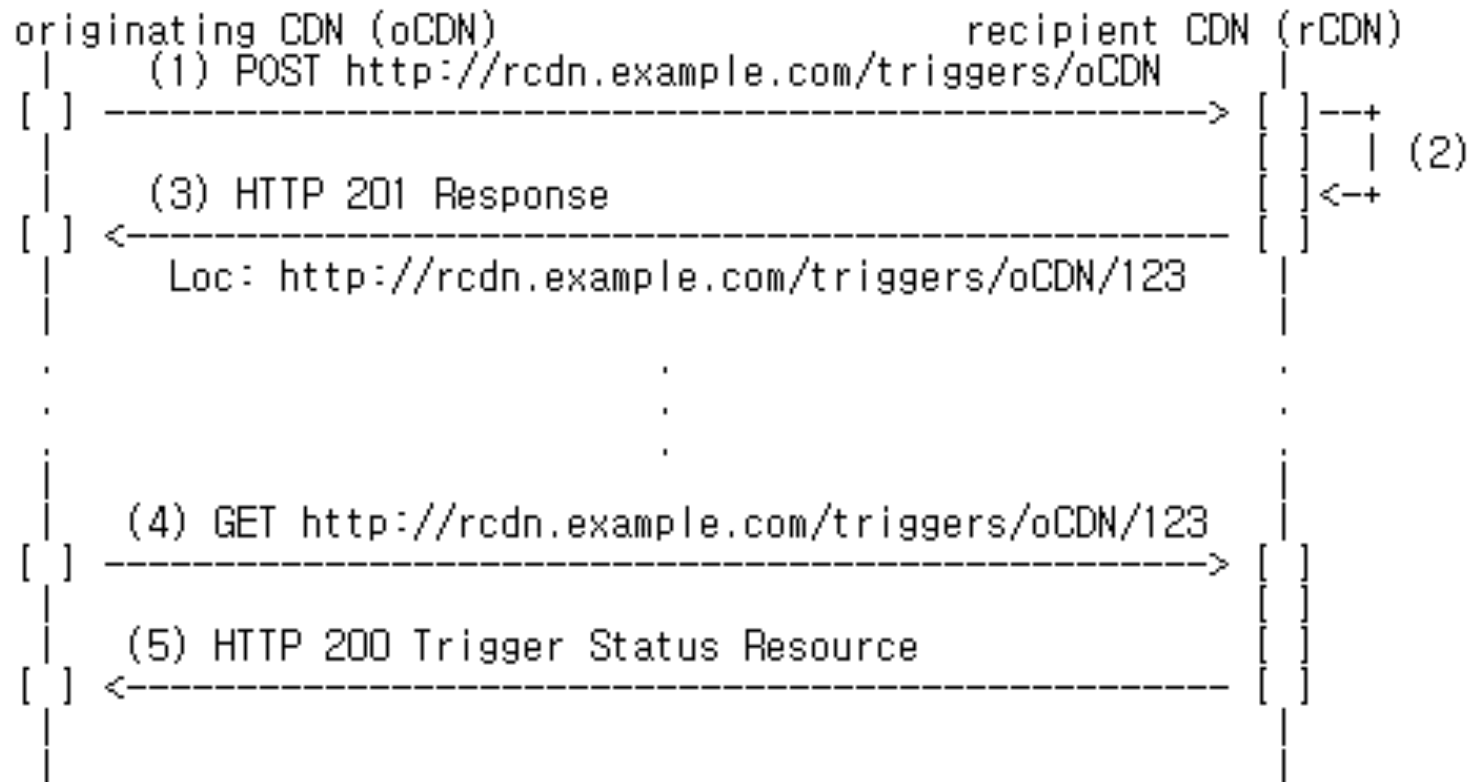 originating CDN (oCDN)                      recipient CDN (rCDN)
 |    (1) POST http://rcdn.example.com/triggers/oCDN     |
[ ] --------------------------------------------------> [ ]--+
 |                                                      [ ]  | (2)
 |    (3) HTTP 201 Response                             [ ]<-+
[ ] <-------------------------------------------------- [ ]
 |     Loc: http://rcdn.example.com/triggers/oCDN/123    |
 |                                                       |
 .                           .                           .
 .                           .                           .
 .                           .                           .
 |                                                       |
 |   (4) GET http://rcdn.example.com/triggers/oCDN/123   |
[ ] --------------------------------------------------> [ ]
 |                                                      [ ]
 |   (5) HTTP 200 Trigger Status Resource               [ ]
[ ] <-------------------------------------------------- [ ]
 |                                                       |
 |                                                       |